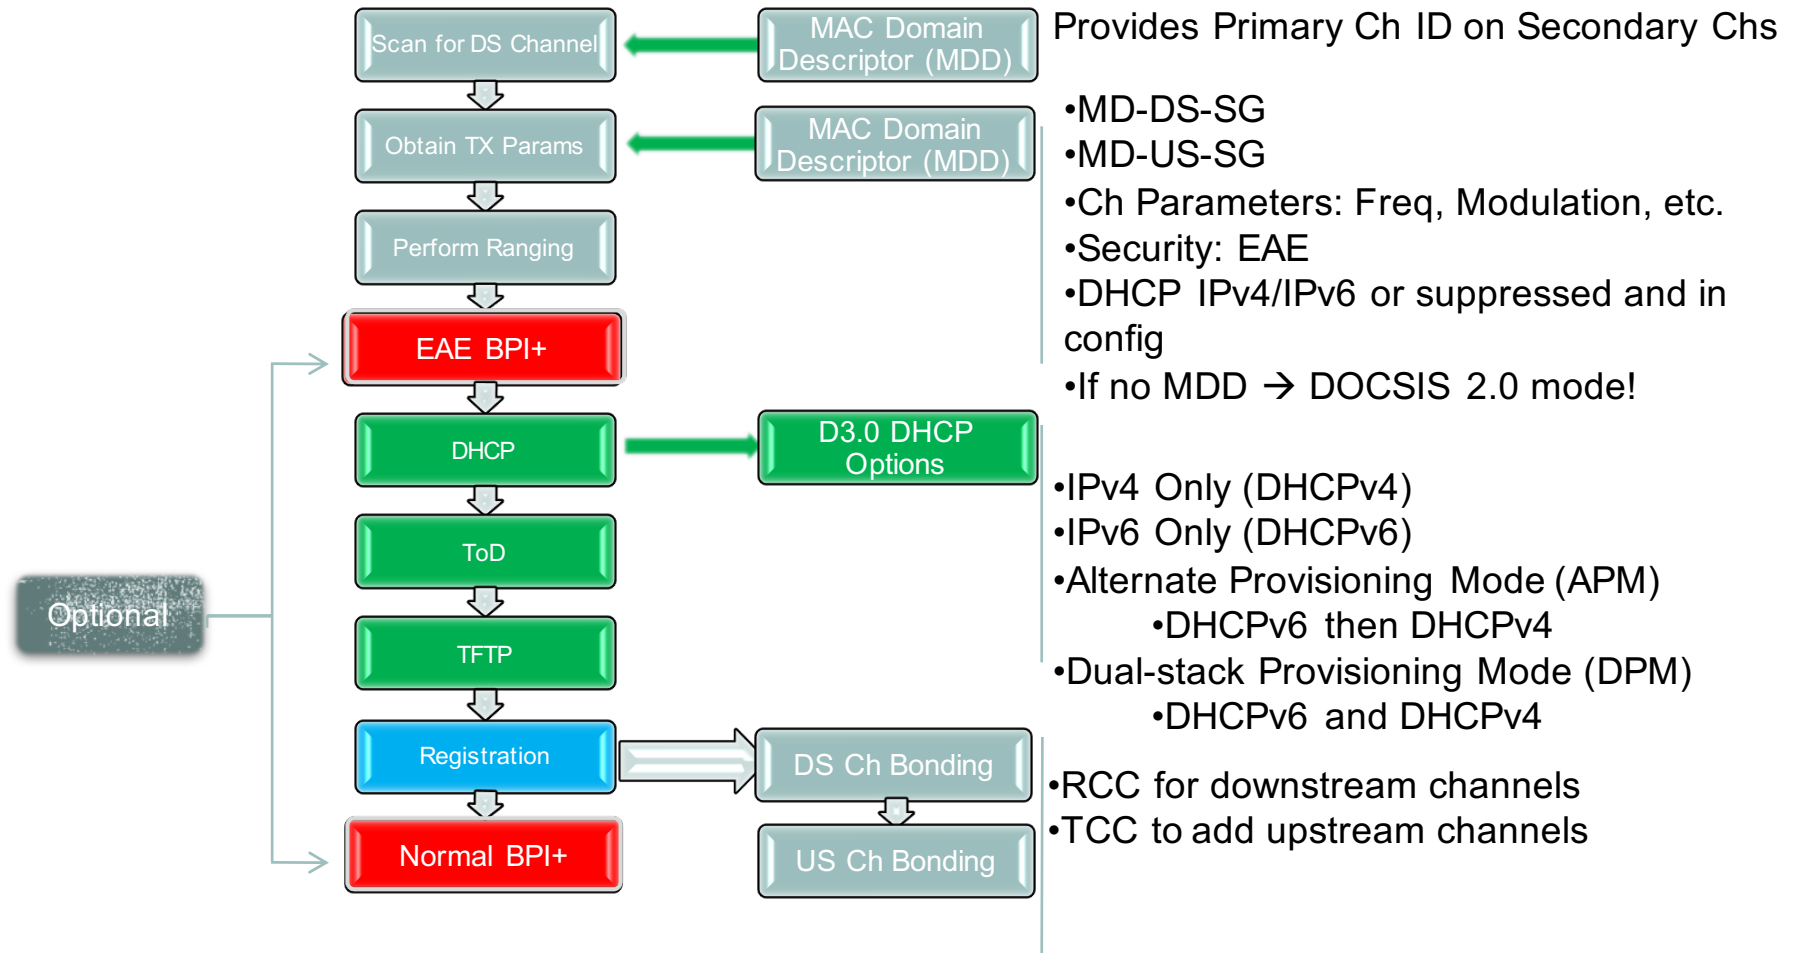 Scan for DS Channel
MAC Domain
Descriptor (MDD)
Provides Primary Ch ID on Secondary Chs
Obtain TX Params
MAC Domain
Descriptor (MDD)
•MD-DS-SG
•MD-US-SG
•Ch Parameters: Freq, Modulation, etc.
•Security: EAE
•DHCP IPv4/IPv6 or suppressed and in
config
•If no MDD → DOCSIS 2.0 mode!
Perform Ranging
EAE BPI+
DHCP
D3.0 DHCP
Options
•IPv4 Only (DHCPv4)
•IPv6 Only (DHCPv6)
•Alternate Provisioning Mode (APM)
•DHCPv6 then DHCPv4
•Dual-stack Provisioning Mode (DPM)
•DHCPv6 and DHCPv4
ToD
Optional
TFTP
Registration
DS Ch Bonding
•RCC for downstream channels
•TCC to add upstream channels
Normal BPI+
US Ch Bonding